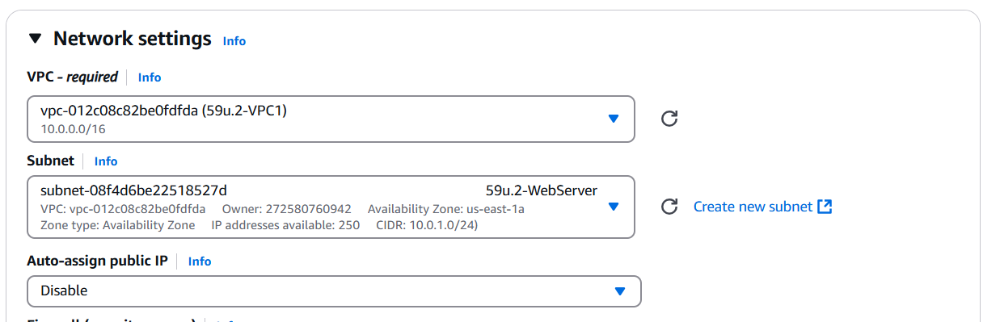 Network settings Info
VPC - required Info
vpc-012c08c82be0fdfda (59u.2-VPC1)
10.0.0.0/16
Subnet Info
subnet-08f4d6be22518527d 59u.2-WebServer
VPC: vpc-012c08c82be0fdfda Owner: 272580760942 Availability Zone: us-east-1a
Zone type: Availability Zone IP addresses available: 250 CIDR: 10.0.1.0/24)
Create new subnet
Auto-assign public IP Info
Disable